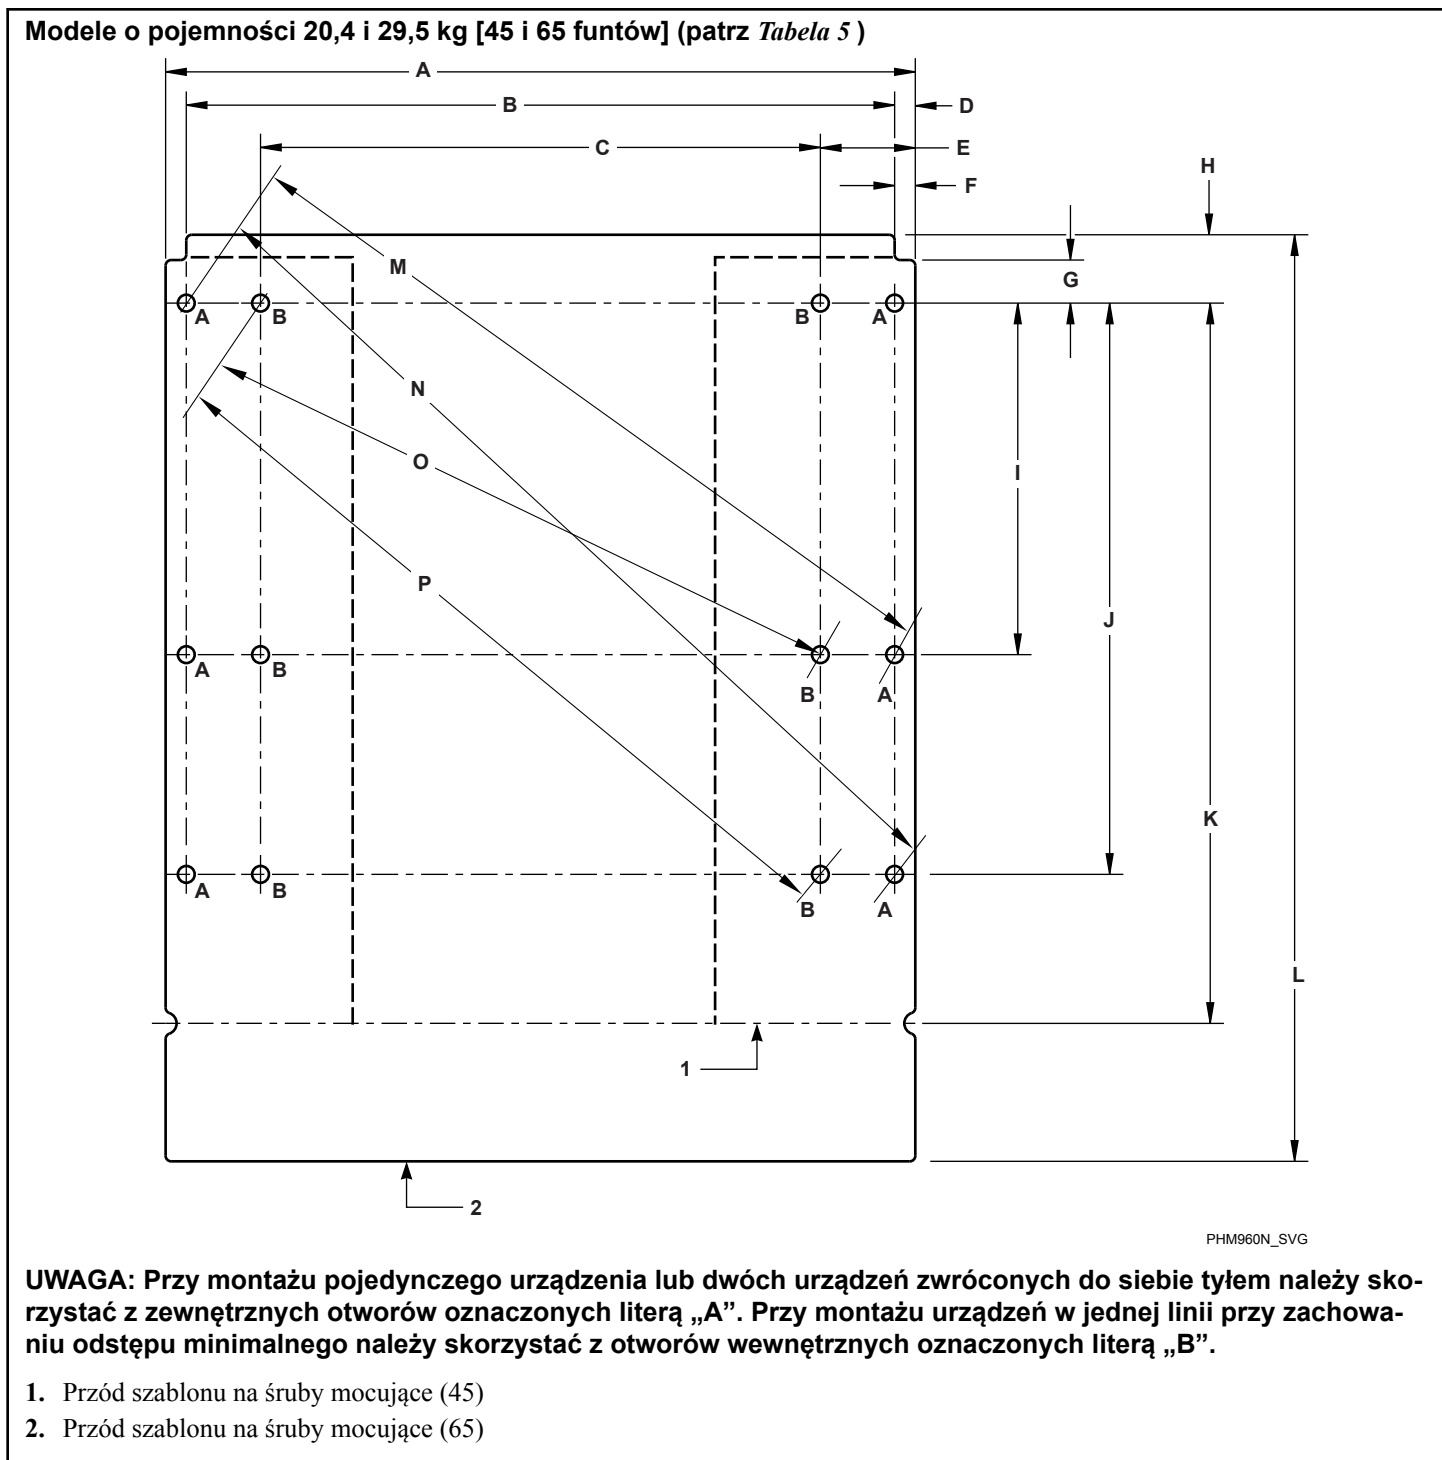 Modele o pojemności 20,4 i 29,5 kg [45 i 65 funtów] (patrz Tabela 5 )
A
B
D
C
E
H
F
M
G
A
B
B
A
N
O
I
P
J
A
B
B
A
K
A
B
B
A
L
1
2
PHM960N_SVG
UWAGA: Przy montażu pojedynczego urządzenia lub dwóch urządzeń zwróconych do siebie tyłem należy sko-
rzystać z zewnętrznych otworów oznaczonych literą „A”. Przy montażu urządzeń w jednej linii przy zachowa-
niu odstępu minimalnego należy skorzystać z otworów wewnętrznych oznaczonych literą „B”.
1. Przód szablonu na śruby mocujące (45)
2. Przód szablonu na śruby mocujące (65)